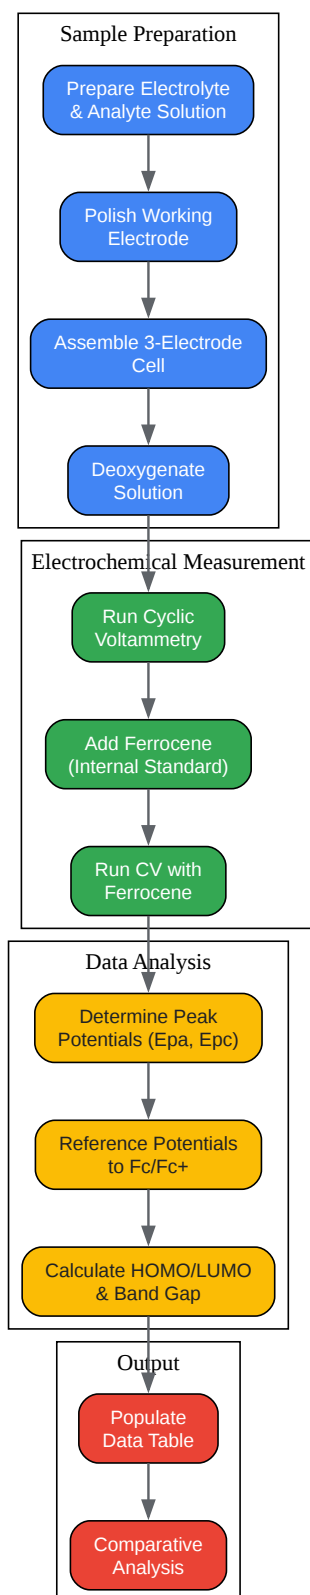 Sample Preparation
Prepare Electrolyte
& Analyte Solution
Polish Working
Electrode
Assemble 3-Electrode
Cell
Deoxygenate
Solution
Electrochemical Measurement
Run Cyclic
Voltammetry
Add Ferrocene
(Internal Standard)
Run CV with
Ferrocene
Data Analysis
Determine Peak
Potentials (Epa, Epc)
Reference Potentials
to Fc/Fc+
Calculate HOMO/LUMO
& Band Gap
Output
Populate
Data Table
Comparative
Analysis